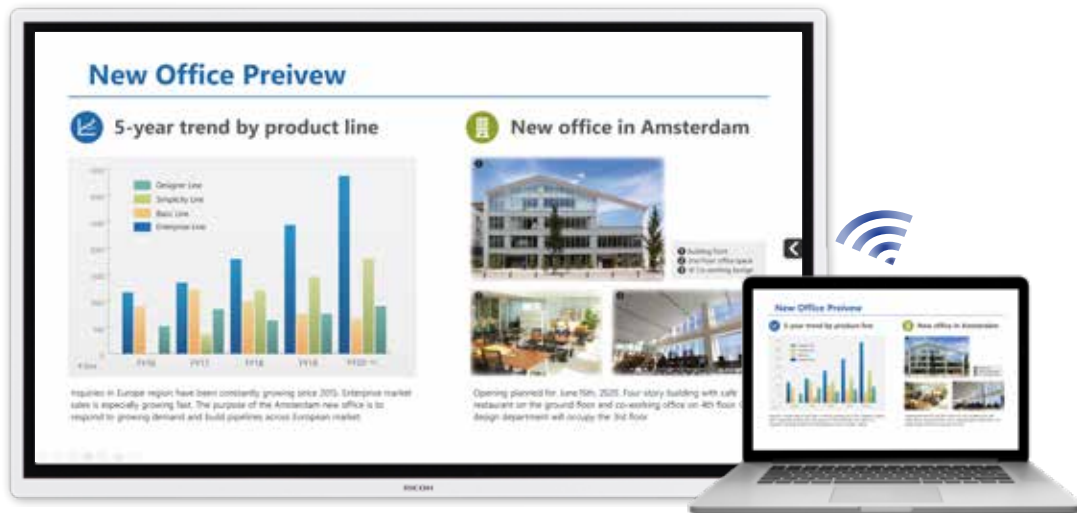 New Office Preivew
5-year trend by product line
Designer Line
Simplicity Line
Basic Line
Enterprise Line
FY16 FY17 FY18 FY19 FY20
Inquiries in Europe region have been constantly growing since 2015. Enterprise market
sales is especially growing fast. The purpose of the Amsterdam new office is to
respond to growing demand and build pipelines across European market.
New office in Amsterdam
1 Building front
2 2nd floor office space
3 4F Co-working lounge
Opening planned for June 15th, 2020. Four story building with cafe
restaurant on the ground floor and co-working office on 4th floor.
design department will occupy the 3rd floor
RICOH
New Office Preivew
5-year trend by product line
New office in Amsterdam